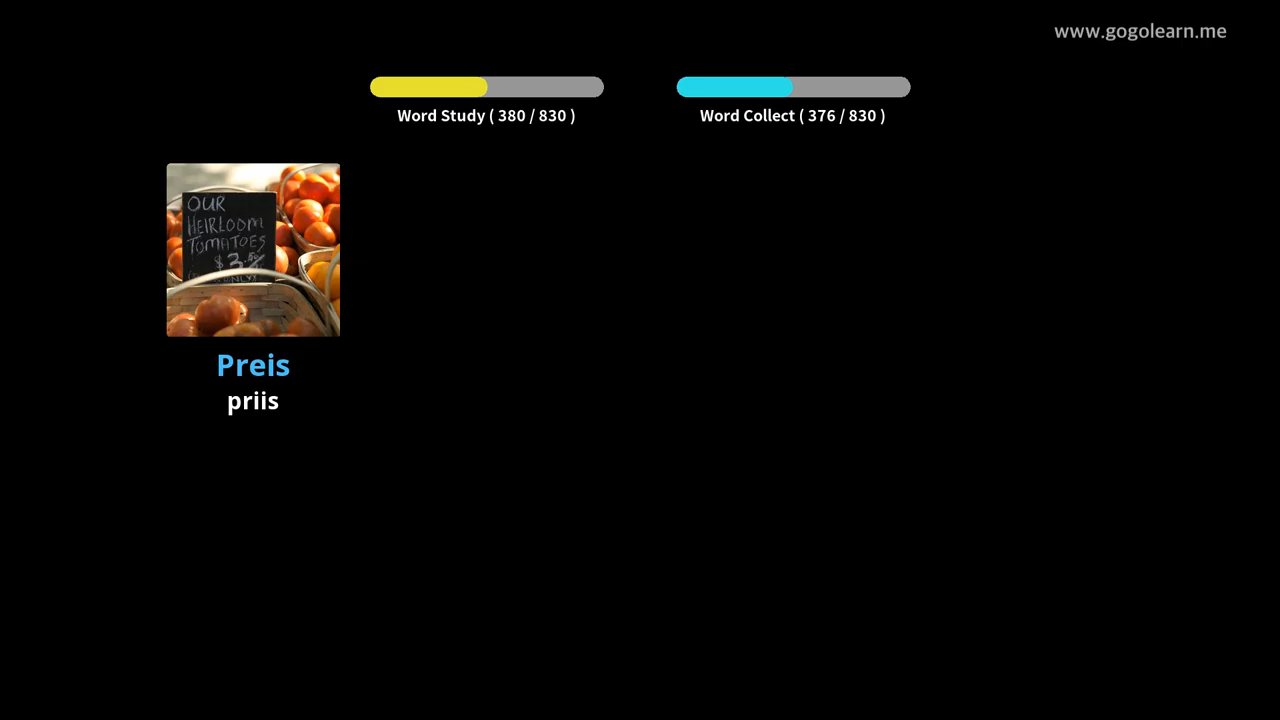 www.gogolearn.me
Word Study ( 380 / 830 )
Word Collect ( 376 / 830 )
OUR
HEIRLOOM
TOMATOES
Preis
priis